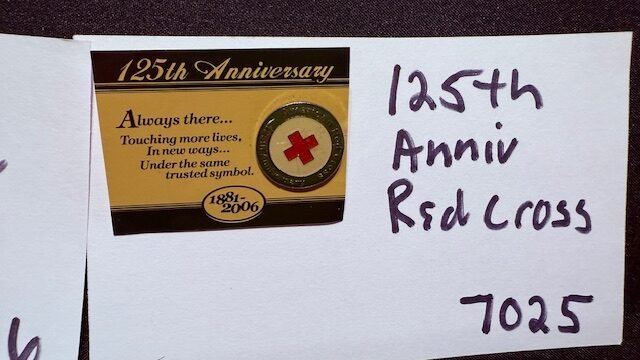 125th Anniversary
Always there...
Touching more lives,
In new ways...
Under the same
trusted symbol.
1881-
2006
125th
Anniv
Red Cross
7025
6